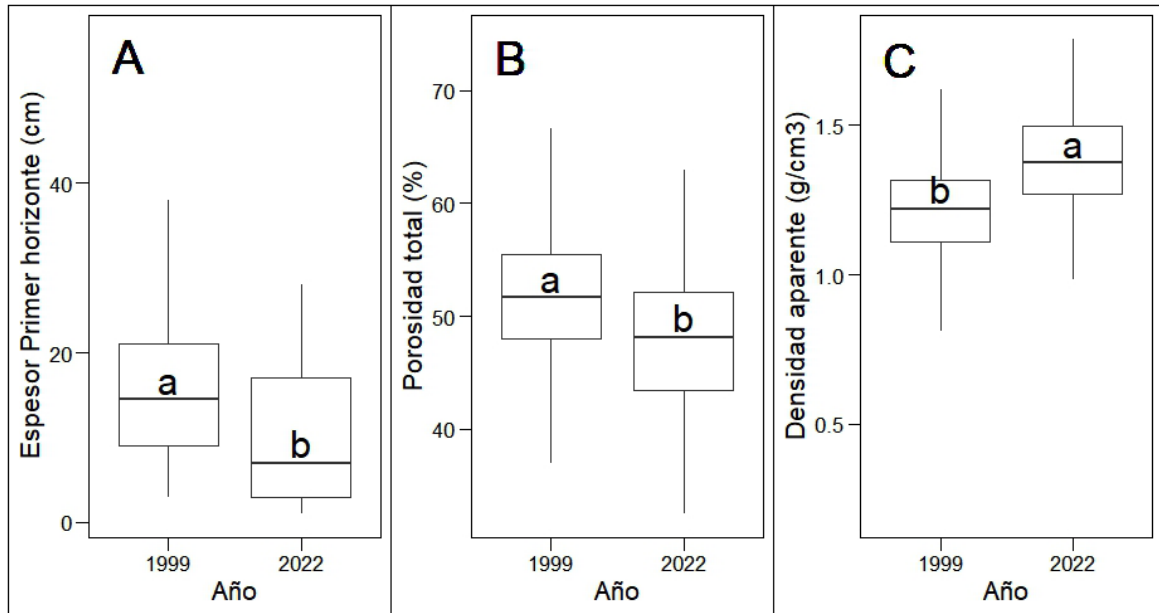 A
Espesor Primer horizonte (cm)
40
20
0
a
b
1999
2022
Año
B
Porosidad total (%)
70
60
50
40
a
b
1999
2022
Año
C
Densidad aparente (g/cm3)
1.5
1.0
0.5
b
a
1999
2022
Año